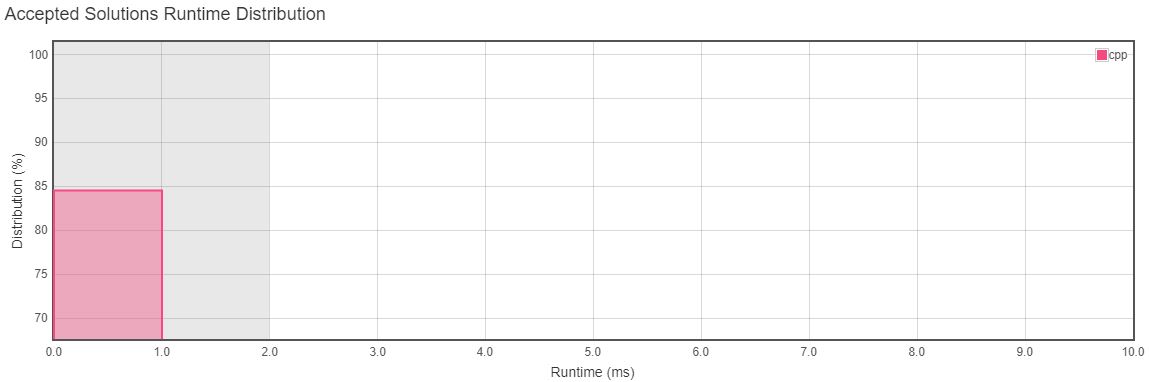 Accepted Solutions Runtime Distribution
cpp
100
95
90
85
80
75
70
Distribution (%)
0.0 1.0 2.0 3.0 4.0 5.0 6.0 7.0 8.0 9.0 10.0
Runtime (ms)